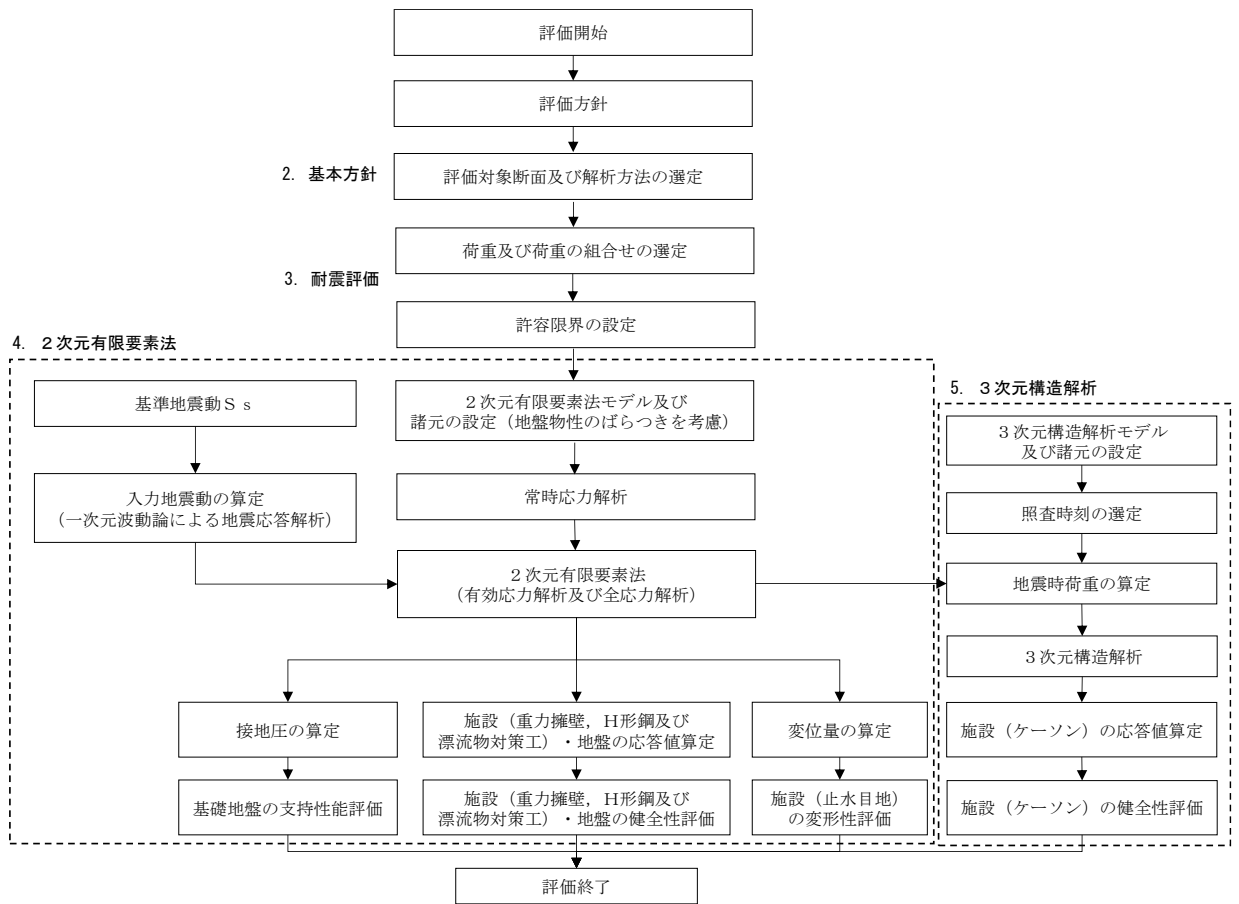 評価開始
評価方針
2. 基本方針
評価対象断面及び解析方法の選定
荷重及び荷重の組合せの選定
3. 耐震評価
許容限界の設定
4. 2次元有限要素法
基準地震動Ss
2次元有限要素法モデル及び
諸元の設定（地盤物性のばらつきを考慮）
入力地震動の算定
（一次元波動論による地震応答解析）
常時応力解析
2次元有限要素法
（有効応力解析及び全応力解析）
接地圧の算定
施設（重力擁壁，H形鋼及び
漂流物対策工）・地盤の応答値算定
変位量の算定
基礎地盤の支持性能評価
施設（重力擁壁，H形鋼及び
漂流物対策工）・地盤の健全性評価
施設（止水目地）
の変形性評価
5. 3次元構造解析
3次元構造解析モデル
及び諸元の設定
照査時刻の選定
地震時荷重の算定
3次元構造解析
施設（ケーソン）の応答値算定
施設（ケーソン）の健全性評価
評価終了